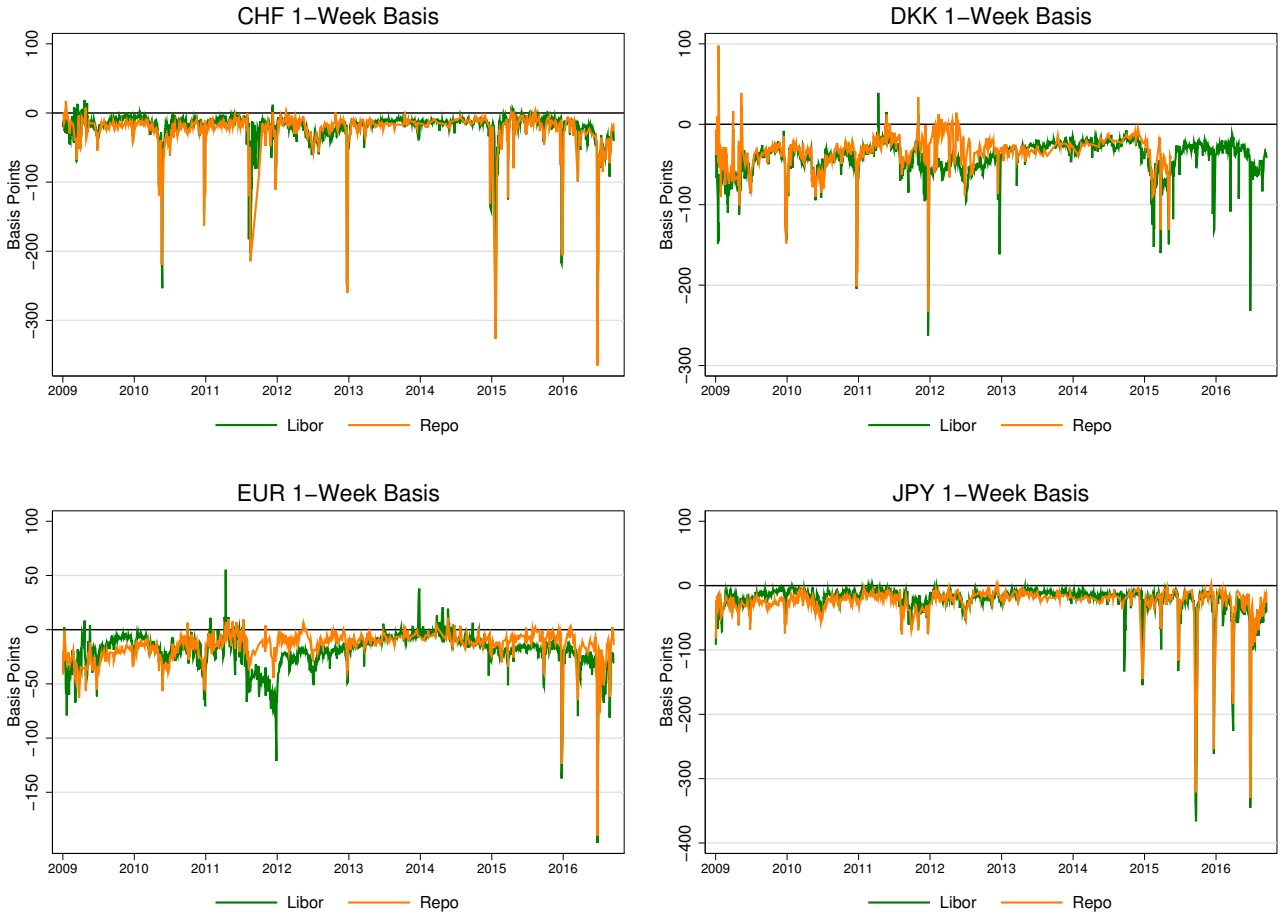 CHF 1−Week Basis
Basis Points
100
0
−100
−200
−300
2009 2010 2011 2012 2013 2014 2015 2016
Libor Repo
DKK 1−Week Basis
Basis Points
100
0
−100
−200
−300
2009 2010 2011 2012 2013 2014 2015 2016
Libor Repo
EUR 1−Week Basis
Basis Points
100
50
0
−50
−100
−150
2009 2010 2011 2012 2013 2014 2015 2016
Libor Repo
JPY 1−Week Basis
Basis Points
100
0
−100
−200
−300
−400
2009 2010 2011 2012 2013 2014 2015 2016
Libor Repo